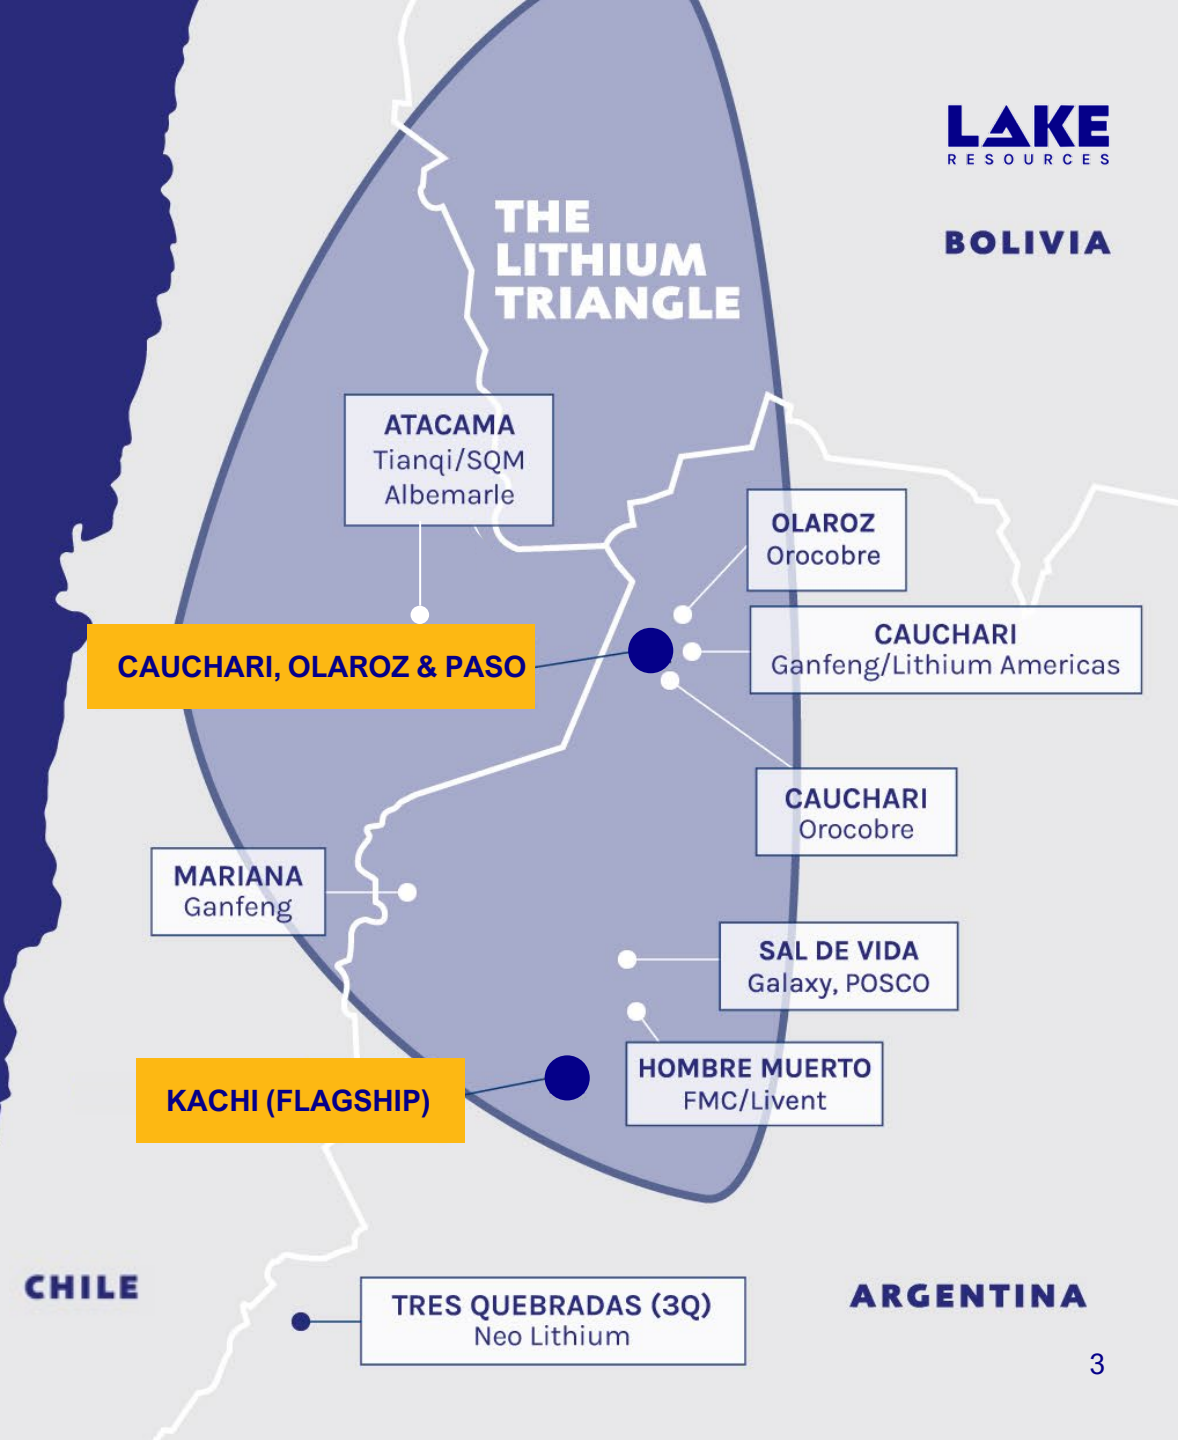 LAKE
RESOURCES
BOLIVIA
THE
LITHIUM
TRIANGLE
ATACAMA
Tianqi/SQM
Albemarle
OLAROZ
Orocobre
CAUCHARI
Ganfeng/Lithium Americas
CAUCHARI, OLAROZ & PASO
CAUCHARI
Orocobre
MARIANA
Ganfeng
SAL DE VIDA
Galaxy, POSCO
HOMBRE MUERTO
FMC/Livent
KACHI (FLAGSHIP)
CHILE
ARGENTINA
TRES QUEBRADAS (3Q)
Neo Lithium
3